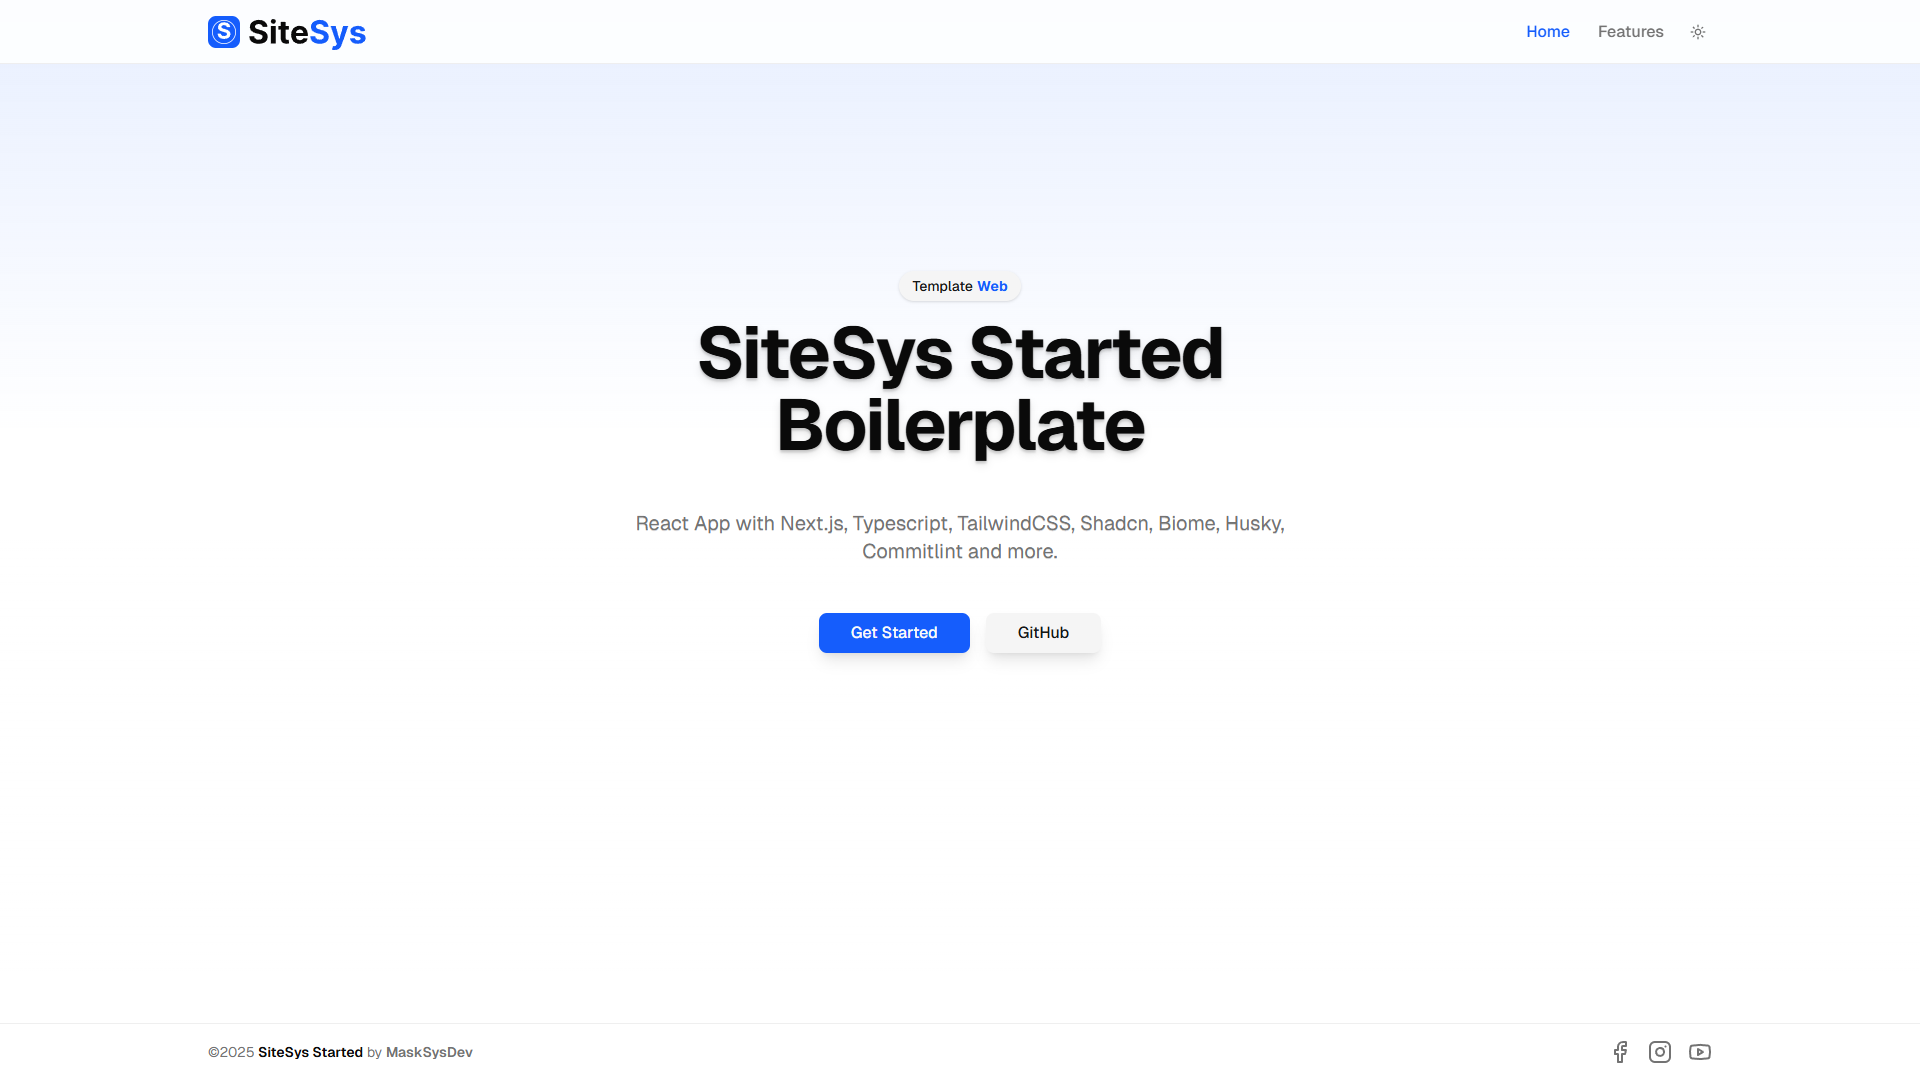 S SiteSys
Home
Features
Template Web
SiteSys Started
Boilerplate
React App with Next.js, Typescript, TailwindCSS, Shadcn, Biome, Husky,
Commitlint and more.
Get Started
GitHub
©2025 SiteSys Started by MaskSysDev